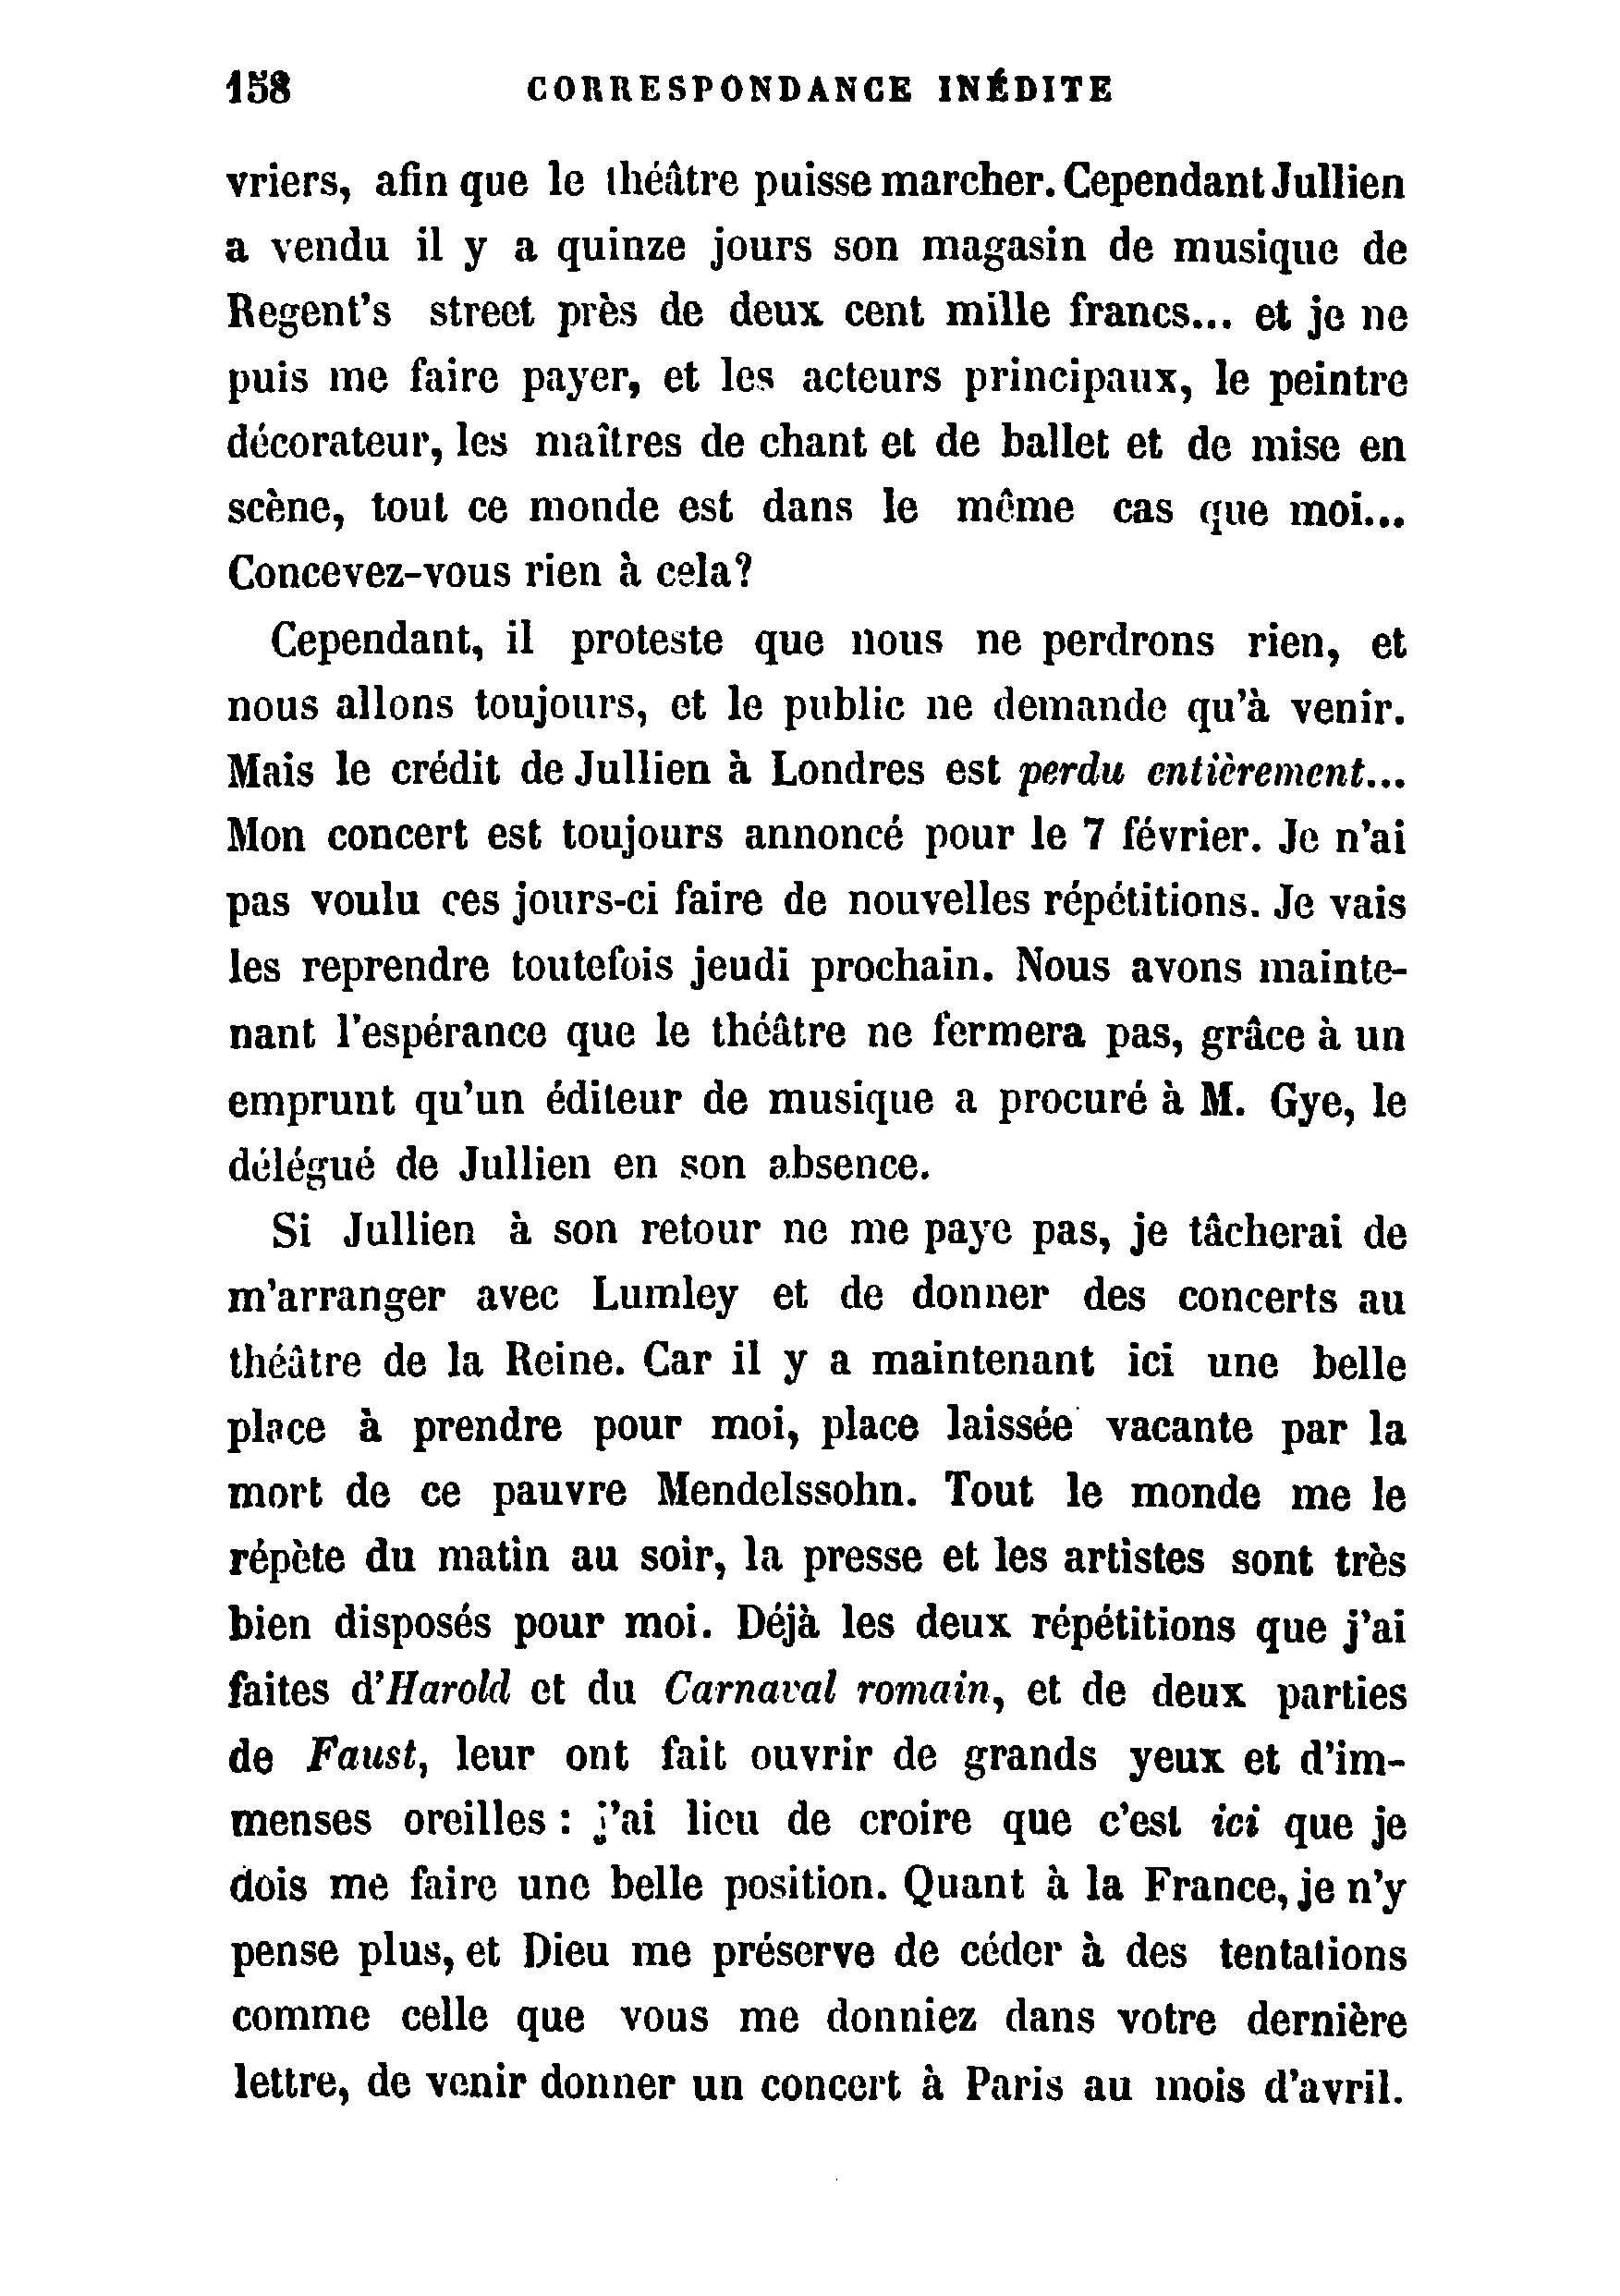 158 CORRESPONDANCE INÉDITE
vriers, afin que le théâtre puisse marcher. Cependant Jullien
a vendu il y a quinze jours son magasin de musique de
Regent's street près de deux cent mille francs... et je ne
puis me faire payer, et les acteurs principaux, le peintre
décorateur, les maîtres de chant et de ballet et de mise en
scène, tout ce monde est dans le même cas que moi...
Concevez-vous rien à cela?
Cependant, il proteste que nous ne perdrons rien, et
nous allons toujours, et le public ne demande qu'à venir.
Mais le crédit de Jullien à Londres est perdu entièrement...
Mon concert est toujours annoncé pour le 7 février. Je n'ai
pas voulu ces jours-ci faire de nouvelles répétitions. Je vais
les reprendre toutefois jeudi prochain. Nous avons mainte-
nant l'espérance que le théâtre ne fermera pas, grâce à un
emprunt qu'un éditeur de musique a procuré à M. Gye, le
délégué de Jullien en son absence.
Si Jullien à son retour ne me paye pas, je tâcherai de
m'arranger avec Lumley et de donner des concerts au
théâtre de la Reine. Car il y a maintenant ici une belle
place à prendre pour moi, place laissée vacante par la
mort de ce pauvre Mendelssohn. Tout le monde me le
répète du matin au soir, la presse et les artistes sont très
bien disposés pour moi. Déjà les deux répétitions que j'ai
faites d'Harold et du Carnaval romain, et de deux parties
de Faust, leur ont fait ouvrir de grands yeux et d'im-
menses oreilles : j'ai lieu de croire que c'est ici que je
dois me faire une belle position. Quant à la France, je n'y
pense plus, et Dieu me préserve de céder à des tentations
comme celle que vous me donniez dans votre dernière
lettre, de venir donner un concert à Paris au mois d'avril.